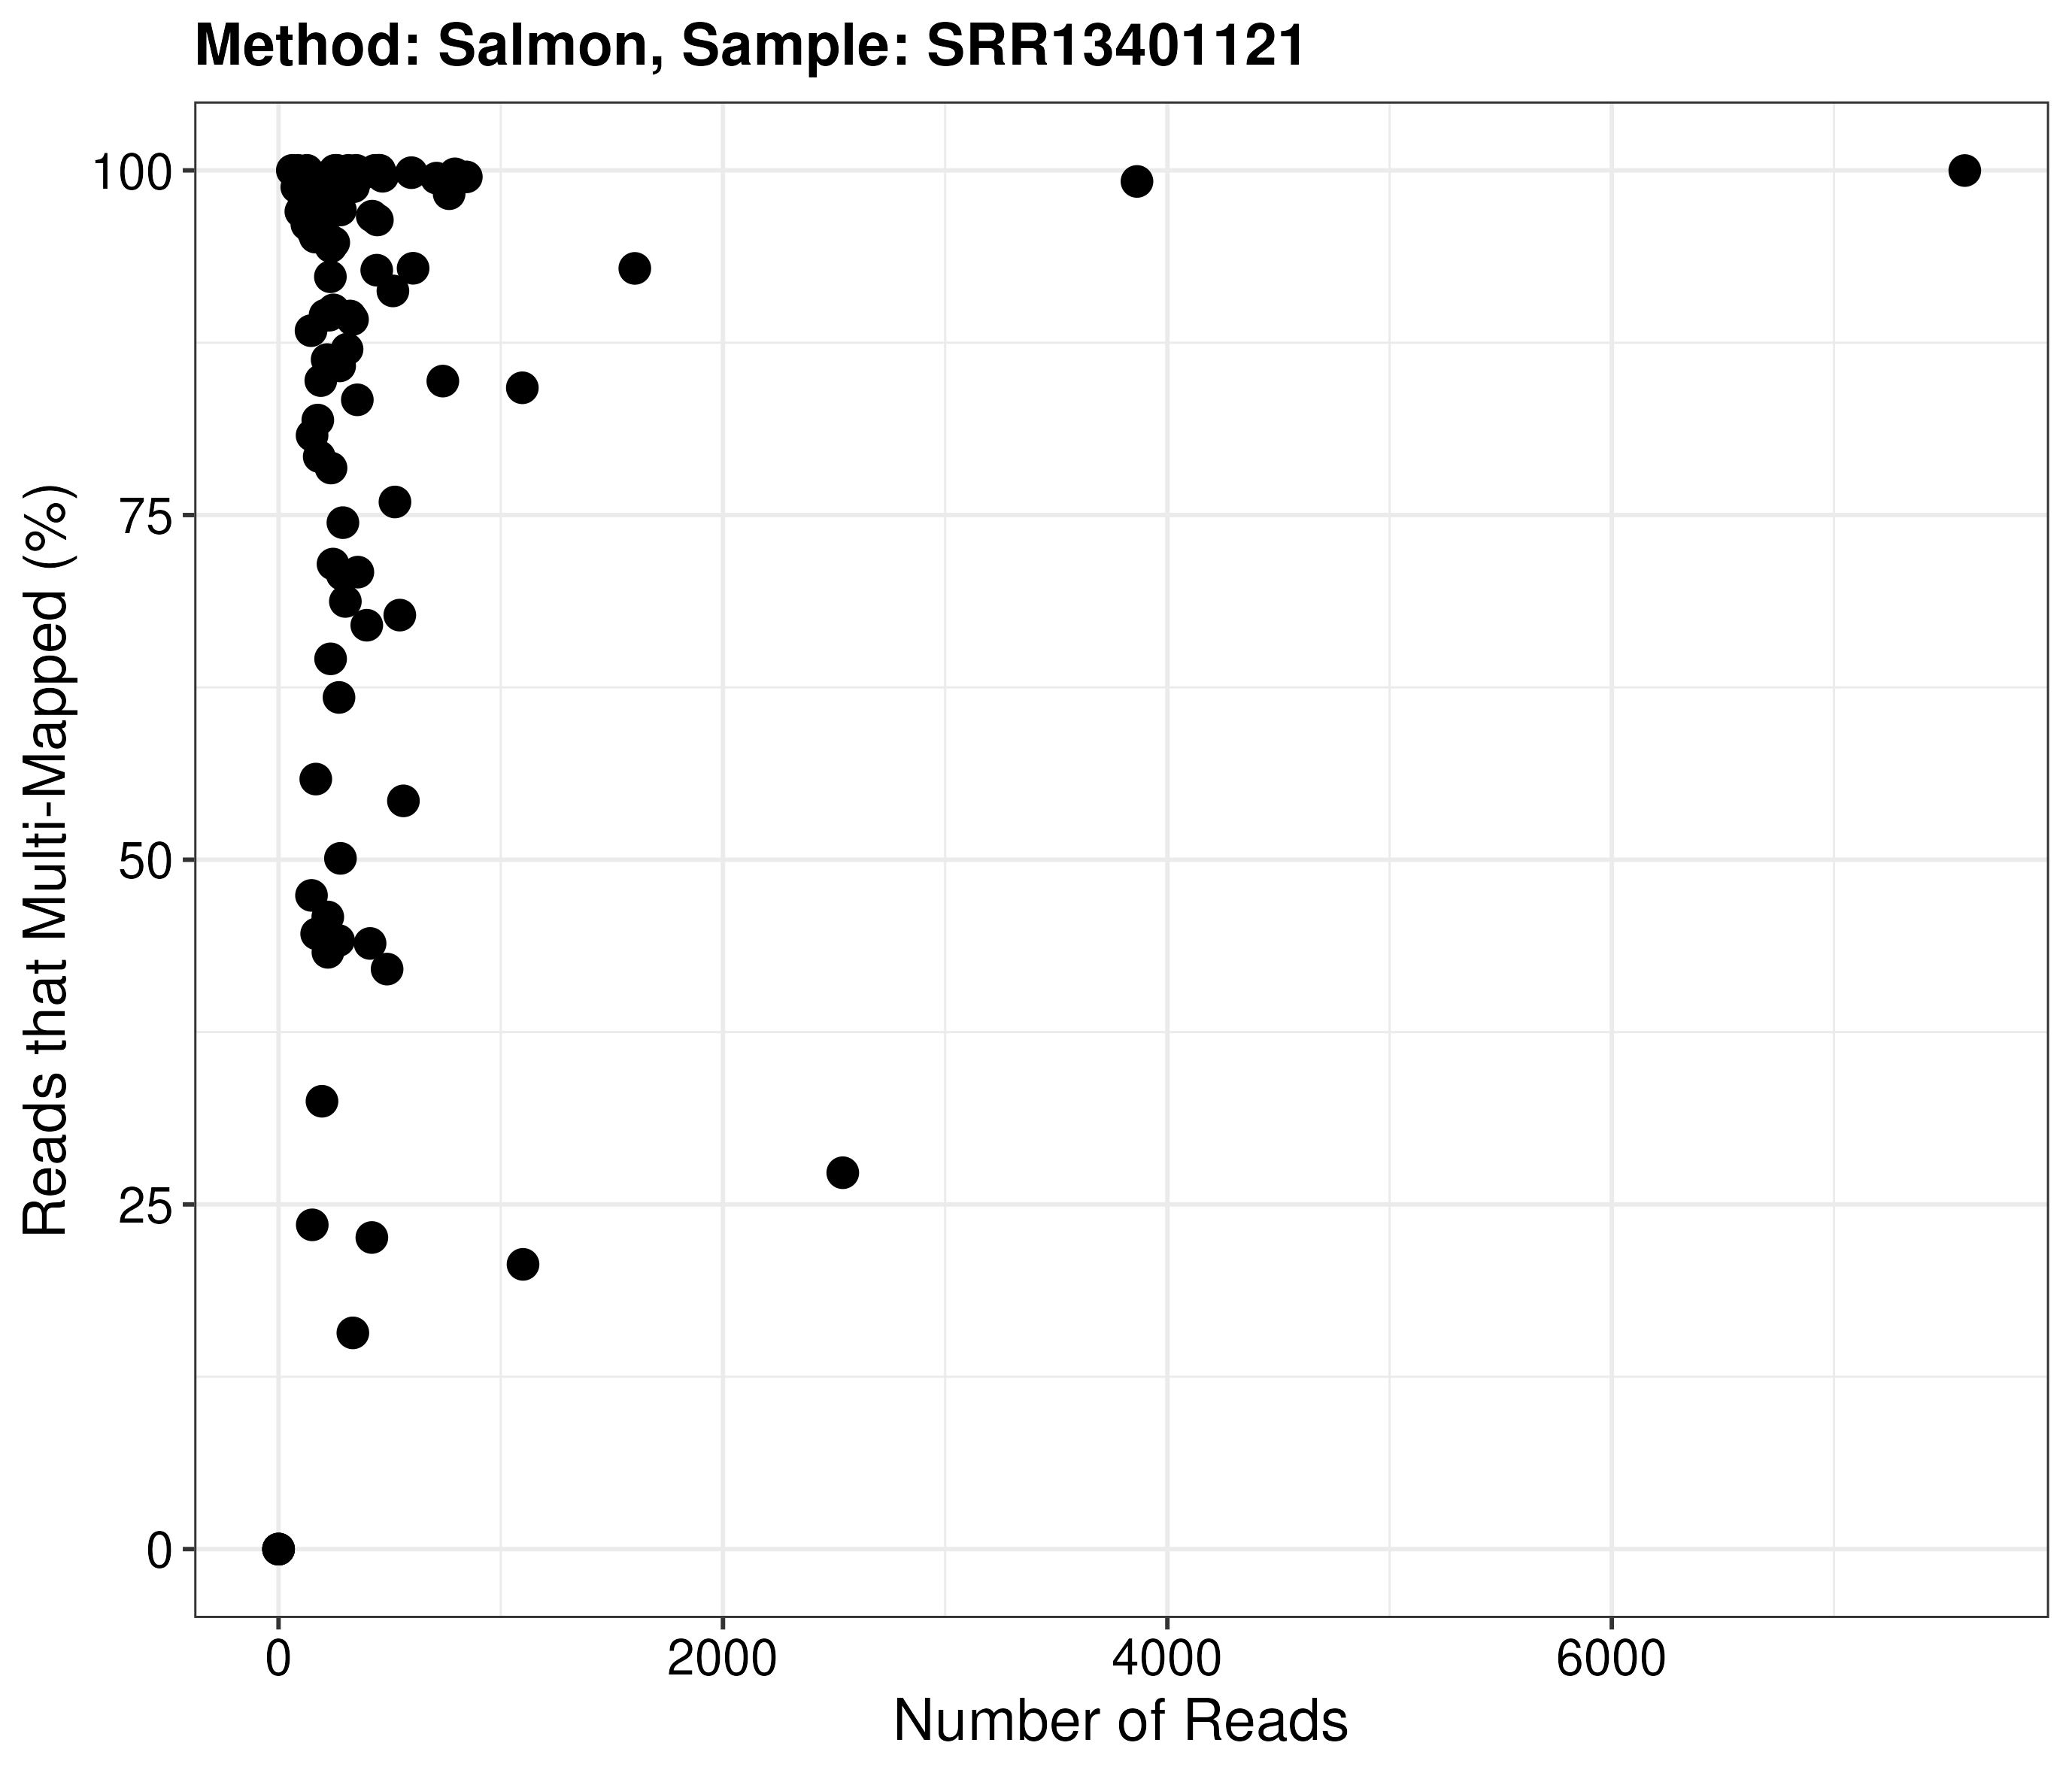 Method: Salmon, Sample: SRR13401121
Reads that Multi-Mapped (%)
100
75
50
25
0
0 2000 4000 6000
Number of Reads